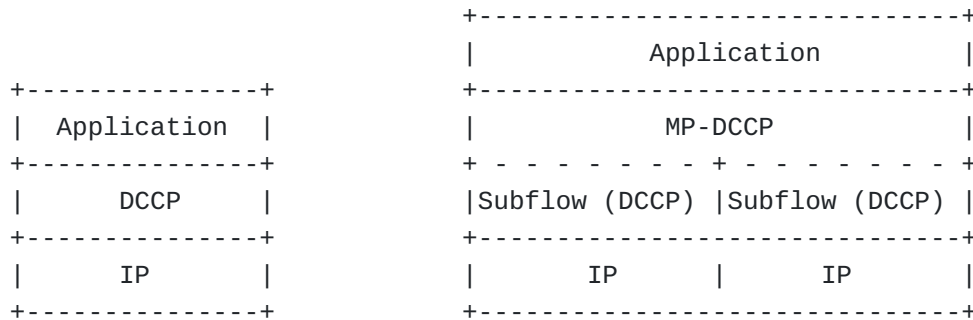 +-------------------------------+
                             |           Application         |
+---------------+            +-------------------------------+
|  Application  |            |            MP-DCCP            |
+---------------+            + - - - - - - - + - - - - - - - +
|      DCCP     |            |Subflow (DCCP) |Subflow (DCCP) |
+---------------+            +-------------------------------+
|      IP       |            |       IP      |      IP       |
+---------------+            +-------------------------------+